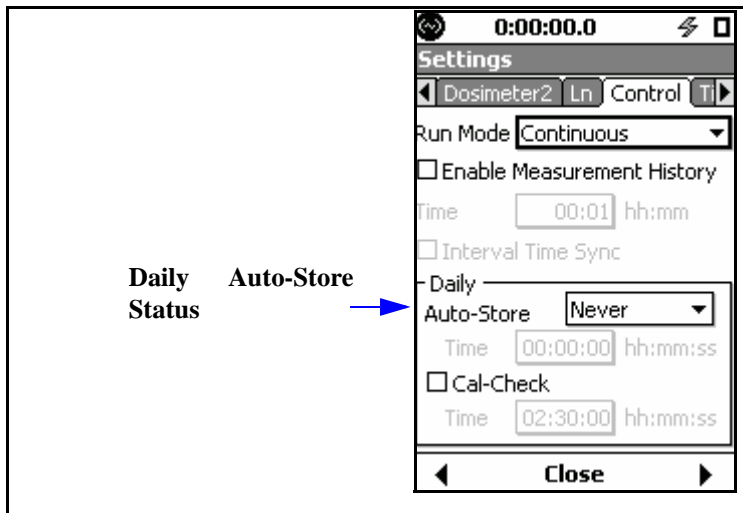 0:00:00.0
Settings
Dosimeter2 Ln Control Ti
Run Mode Continuous
Enable Measurement History
Time 00:01 hh:mm
Interval Time Sync
Daily
Auto-Store Never
Time 00:00:00 hh:mm:ss
Cal-Check
Time 02:30:00 hh:mm:ss
Close
Daily Auto-Store
Status